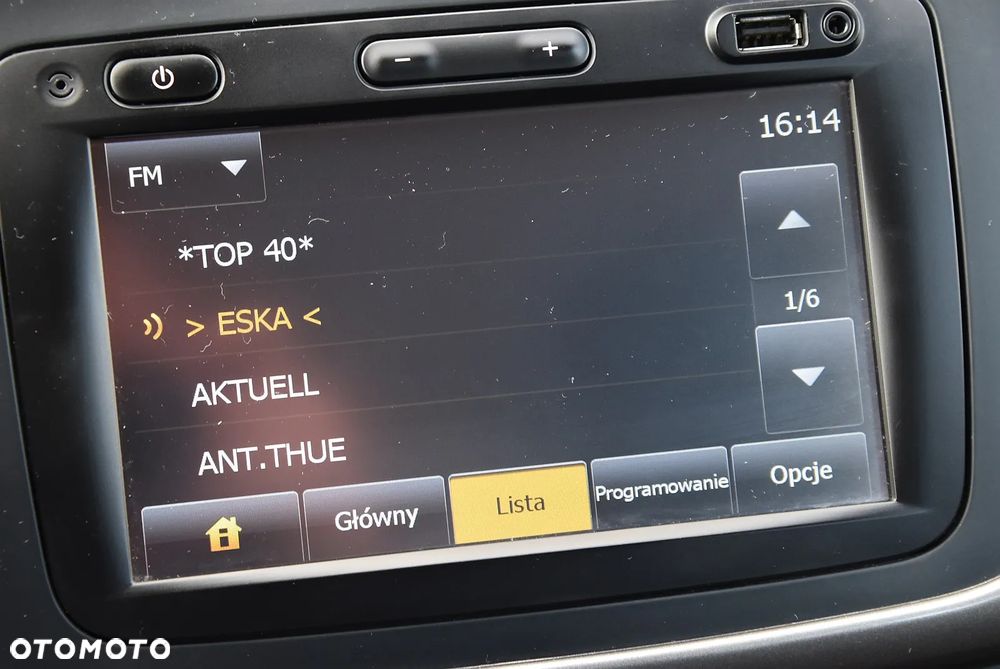 16:14
FM
*TOP 40*
> ESKA <
1/6
AKTUELL
ANT.THUE
Główny
Lista
Programowanie
Opcje
OTOMOTO